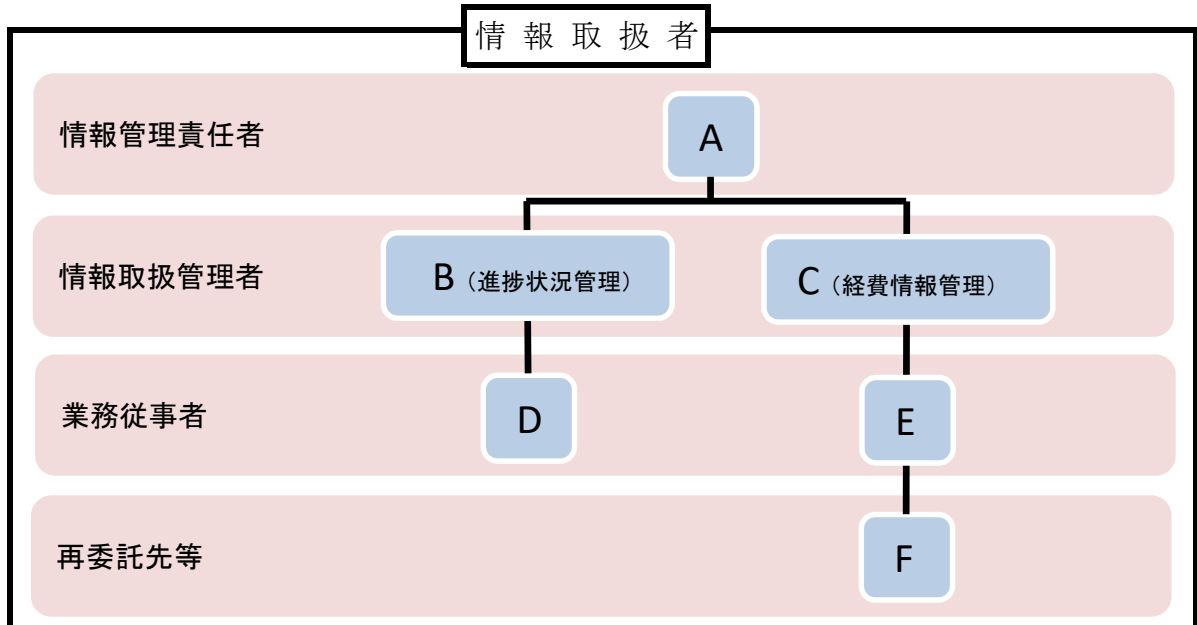 情報取扱者
情報管理責任者
A
情報取扱管理者
B（進捗状況管理）
C（経費情報管理）
業務従事者
D
E
再委託先等
F